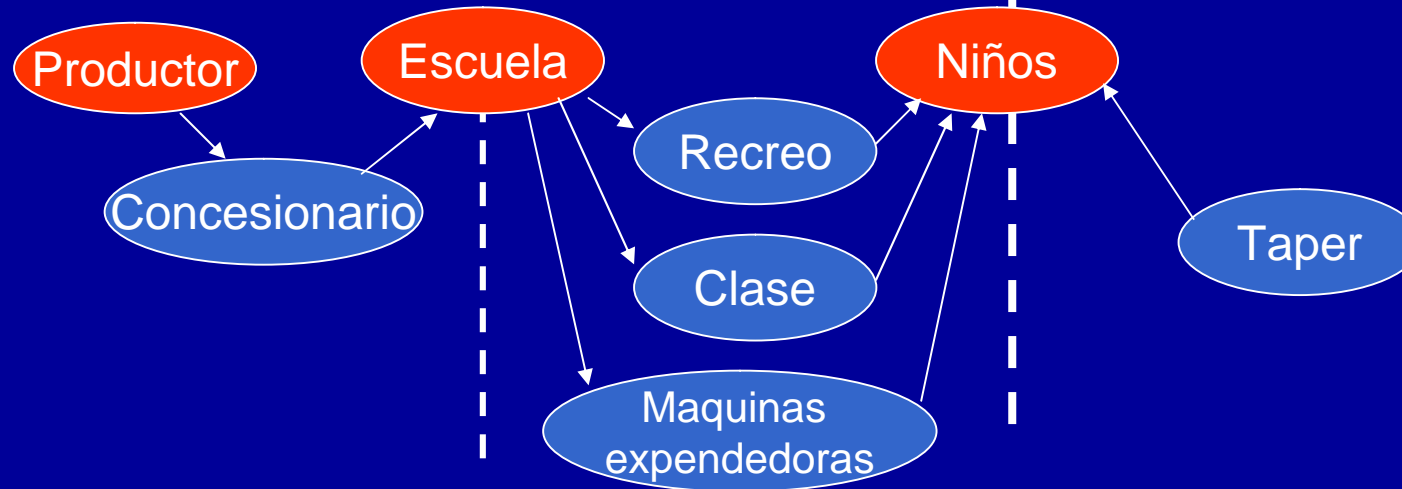 Productor
Escuela
Niños
Recreo
Concesionario
Taper
Clase
Maquinas
expendedoras